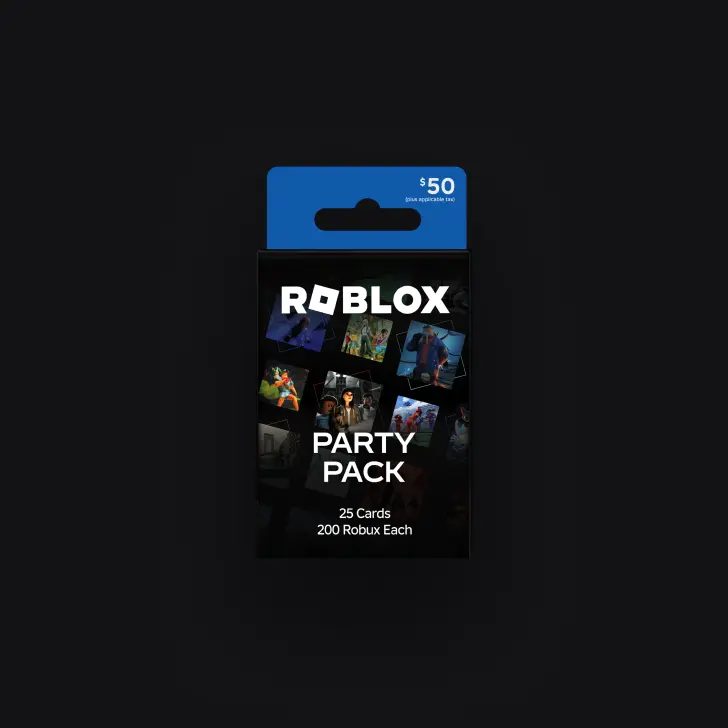 $50
(plus applicable tax)
ROBLOX
PARTY
PACK
25 Cards
200 Robux Each